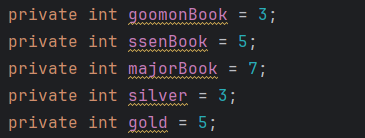 private int goomonBook = 3;
private int ssenBook = 5;
private int majorBook = 7;
private int silver = 3;
private int gold = 5;